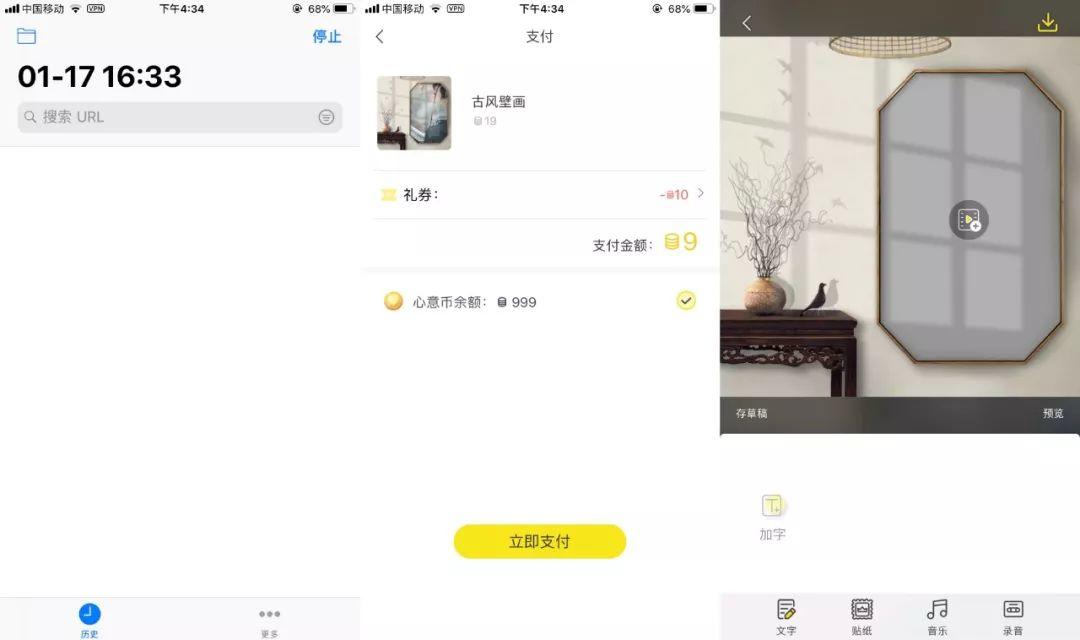 中国移动 VPN 下午4:34 68%
停止
01-17 16:33
搜索 URL
历史
更多
中国移动 VPN 下午4:34 68%
支付
古风壁画
19
礼券：
-10
支付金额：9
心意币余额：999
立即支付
存草稿
预览
加字
文字
贴纸
音乐
录音